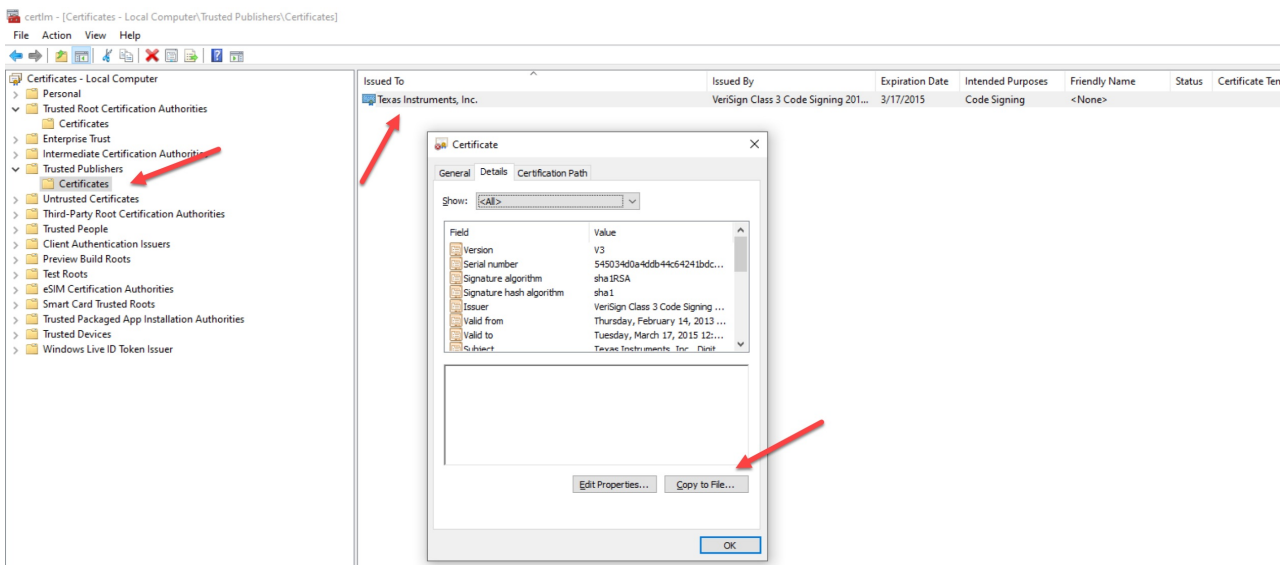 certlm - [Certificates - Local Computer\Trusted Publishers\Certificates]
File Action View Help
Certificates - Local Computer
Personal
Trusted Root Certification Authorities
Certificates
Enterprise Trust
Intermediate Certification Authorities
Trusted Publishers
Certificates
Untrusted Certificates
Third-Party Root Certification Authorities
Trusted People
Client Authentication Issuers
Preview Build Roots
Test Roots
eSIM Certification Authorities
Smart Card Trusted Roots
Trusted Packaged App Installation Authorities
Trusted Devices
Windows Live ID Token Issuer
Issued To Issued By Expiration Date Intended Purposes Friendly Name Status Certificate Tem
Texas Instruments, Inc. VeriSign Class 3 Code Signing 201... 3/17/2015 Code Signing <None>
Certificate
General Details Certification Path
Show: <All>
Field Value
Version V3
Serial number 545034d0a4ddb44c64241bdc...
Signature algorithm sha1RSA
Signature hash algorithm sha1
Issuer VeriSign Class 3 Code Signing ...
Valid from Thursday, February 14, 2013 ...
Valid to Tuesday, March 17, 2015 12:...
Subject Texas Instruments, Inc., Digit...
Edit Properties... Copy to File...
OK